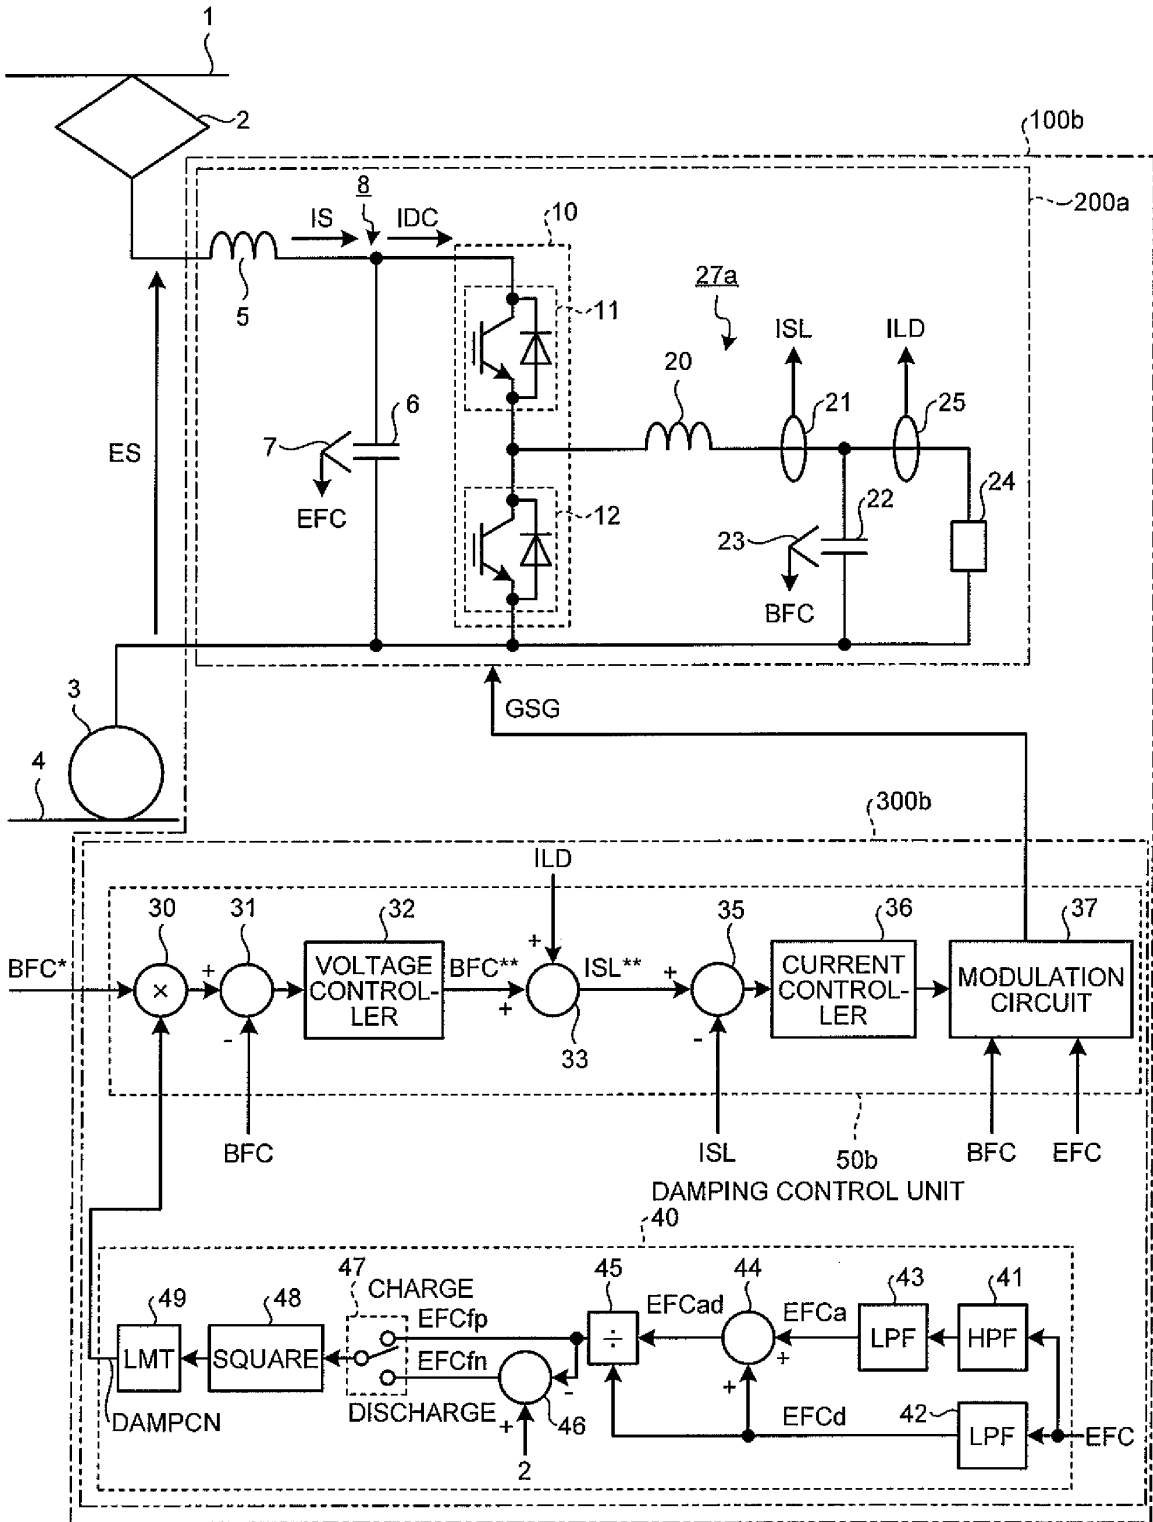 1
2
100b
8
10
200a
IS
IDC
5
11
27a
ISL
ILD
20
6
21
25
7
ES
EFC
12
22
24
23
BFC
3
GSG
4
300b
ILD
30
31
32
35
36
37
BFC*
+
-
×
VOLTAGE
CONTROL-
LER
BFC**
+
+
ISL**
33
+
-
CURRENT
CONTROL-
LER
MODULATION
CIRCUIT
BFC
ISL
50b
BFC
EFC
DAMPING CONTROL UNIT
40
49
48
47
CHARGE
45
44
43
41
EFCfp
EFCad
EFCa
LMT
SQUARE
÷
LPF
HPF
EFCfn
+
-
+
DAMPCN
DISCHARGE
+
46
EFCd
42
LPF
EFC
2